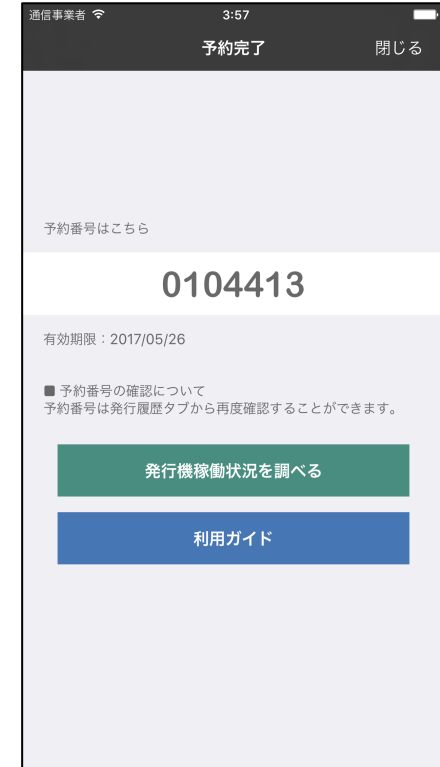 通信事業者 3:57
予約完了 閉じる
予約番号はこちら
0104413
有効期限：2017/05/26
■ 予約番号の確認について
予約番号は発行履歴タブから再度確認することができます。
発行機稼働状況を調べる
利用ガイド